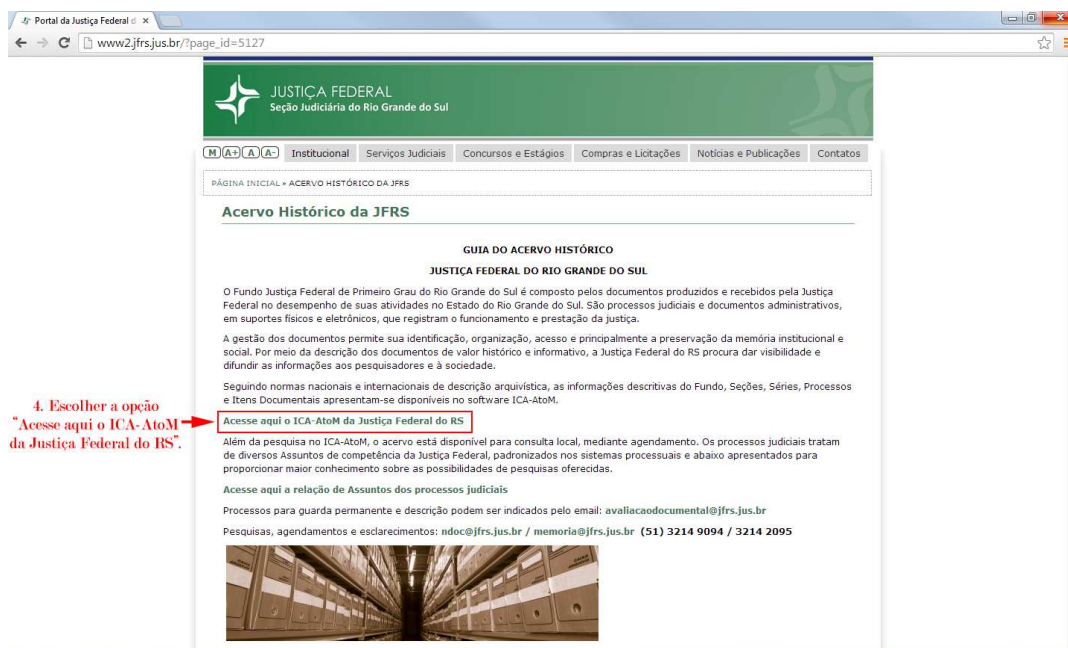 Portal da Justiça Federal d
www2.jfrs.jus.br/?page_id=5127
JUSTIÇA FEDERAL
Seção Judiciária do Rio Grande do Sul
M A+ A A- Institucional Serviços Judiciais Concursos e Estágios Compras e Licitações Notícias e Publicações Contatos
PÁGINA INICIAL » ACERVO HISTÓRICO DA JFRS
Acervo Histórico da JFRS
GUIA DO ACERVO HISTÓRICO
JUSTIÇA FEDERAL DO RIO GRANDE DO SUL
O Fundo Justiça Federal de Primeiro Grau do Rio Grande do Sul é composto pelos documentos produzidos e recebidos pela Justiça
Federal no desempenho de suas atividades no Estado do Rio Grande do Sul. São processos judiciais e documentos administrativos,
em suportes físicos e eletrônicos, que registram o funcionamento e prestação da justiça.
A gestão dos documentos permite sua identificação, organização, acesso e principalmente a preservação da memória institucional e
social. Por meio da descrição dos documentos de valor histórico e informativo, a Justiça Federal do RS procura dar visibilidade e
difundir as informações aos pesquisadores e à sociedade.
Seguindo normas nacionais e internacionais de descrição arquivística, as informações descritivas do Fundo, Seções, Séries, Processos
e Itens Documentais apresentam-se disponíveis no software ICA-AtoM.
4. Escolher a opção
"Acesse aqui o ICA-AtoM
da Justiça Federal do RS".
Acesse aqui o ICA-AtoM da Justiça Federal do RS
Além da pesquisa no ICA-AtoM, o acervo está disponível para consulta local, mediante agendamento. Os processos judiciais tratam
de diversos Assuntos de competência da Justiça Federal, padronizados nos sistemas processuais e abaixo apresentados para
proporcionar maior conhecimento sobre as possibilidades de pesquisas oferecidas.
Acesse aqui a relação de Assuntos dos processos judiciais
Processos para guarda permanente e descrição podem ser indicados pelo email: avaliacaodocumental@jfrs.jus.br
Pesquisas, agendamentos e esclarecimentos: ndoc@jfrs.jus.br / memoria@jfrs.jus.br (51) 3214 9094 / 3214 2095